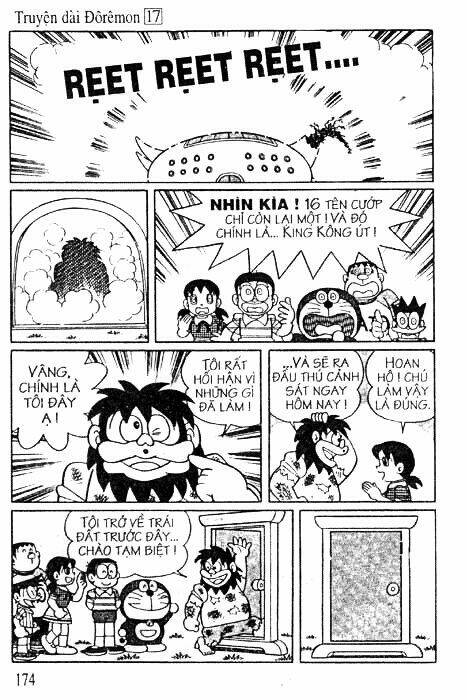 Truyện dài Đôrêmon 17
RẸET RẸET RẸET....
NHÌN KÌA ! 16 TÊN CƯỚP
CHỈ CÒN LẠI MỘT ! VÀ ĐÓ
CHÍNH LÀ... KING KÔNG ÚT !
VÂNG,
CHÍNH LÀ
TÔI ĐÂY
Ạ !
TÔI RẤT
HỐI HẬN VÌ
NHỮNG GÌ
ĐÃ LÀM !
...VÀ SẼ RA
ĐẦU THÚ CẢNH
SÁT NGAY
HÔM NAY !
HOAN
HÔ ! CHÚ
LÀM VẬY
LÀ ĐÚNG.
TÔI TRỞ VỀ TRÁI
ĐẤT TRƯỚC ĐÂY...
CHÀO TẠM BIỆT !
174